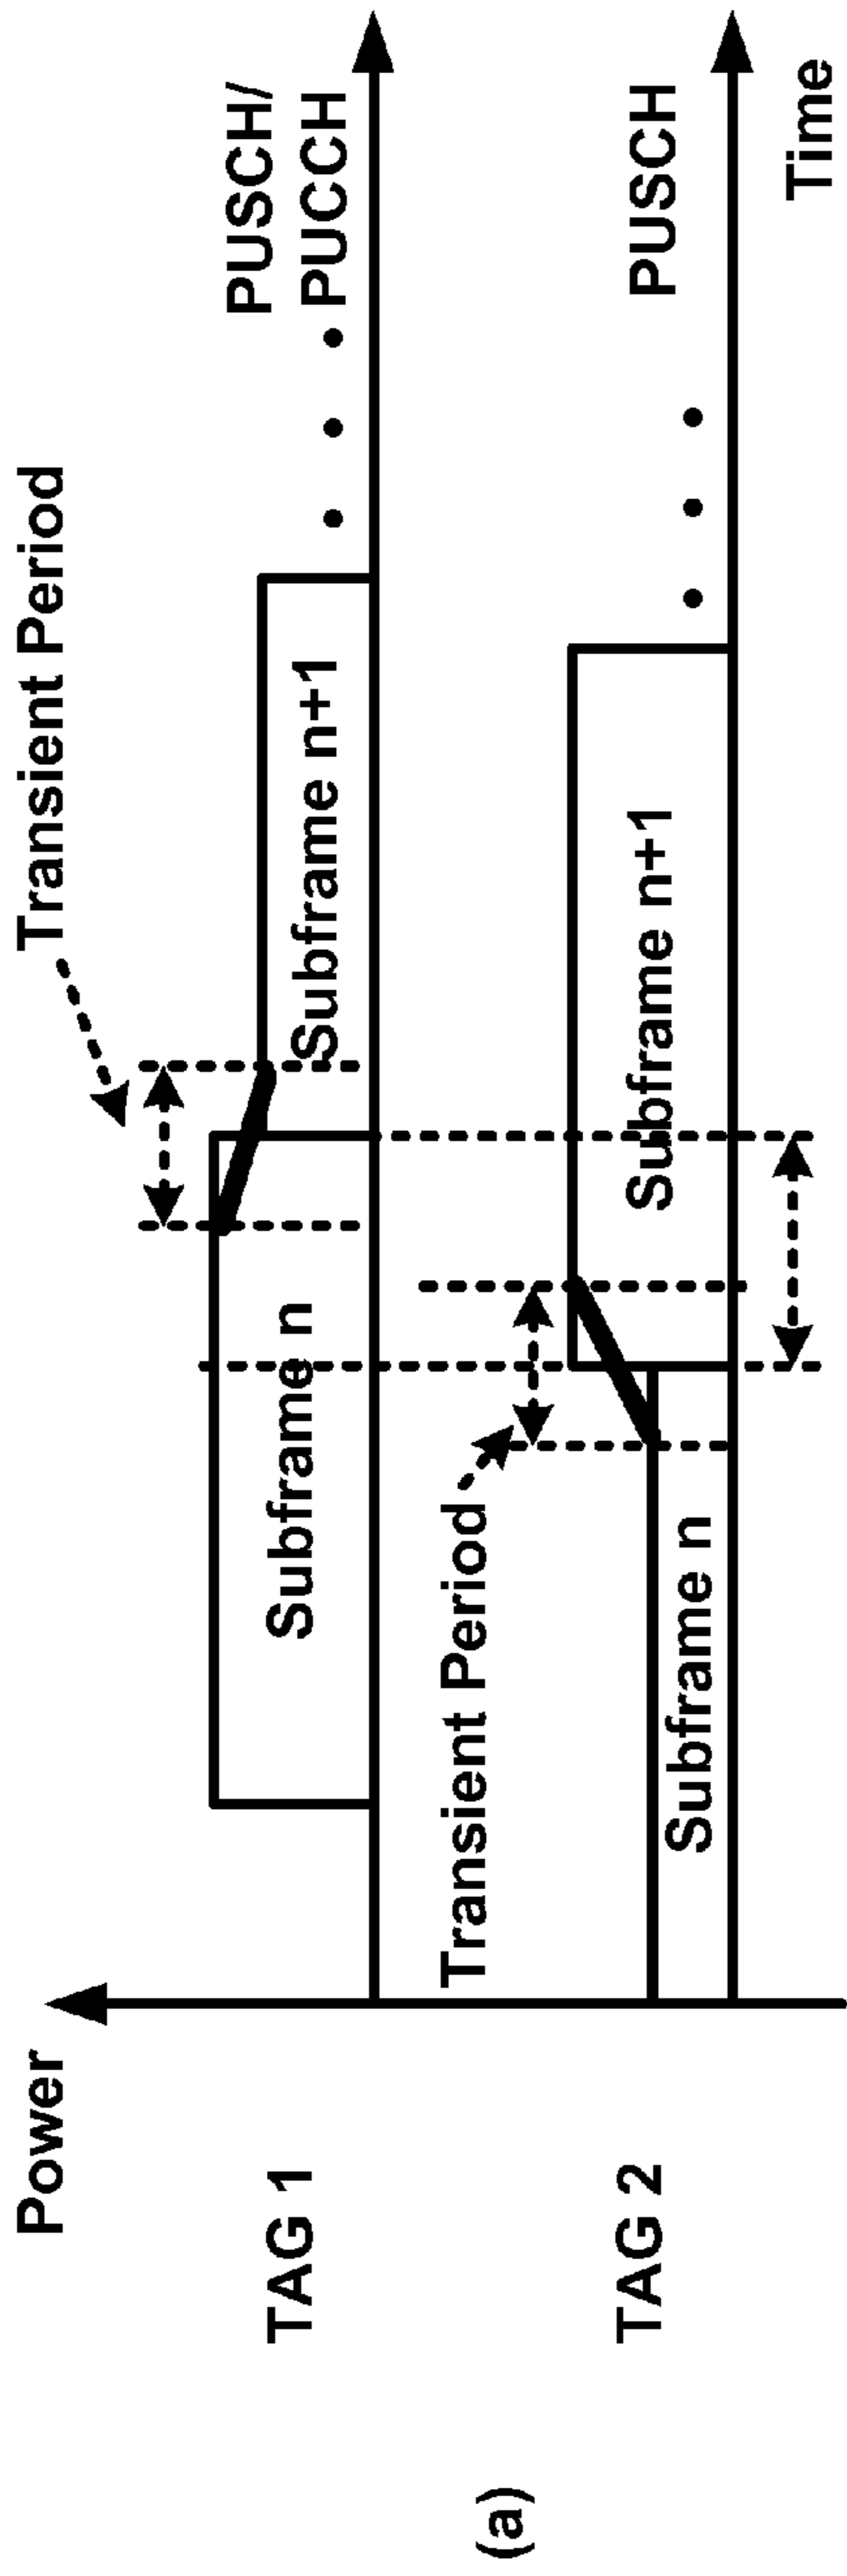 Power
Transient Period
TAG 1
Subframe n
Subframe n+1
PUSCH/
PUCCH
Transient Period
TAG 2
Subframe n
Subframe n+1
PUSCH
Time
(a)